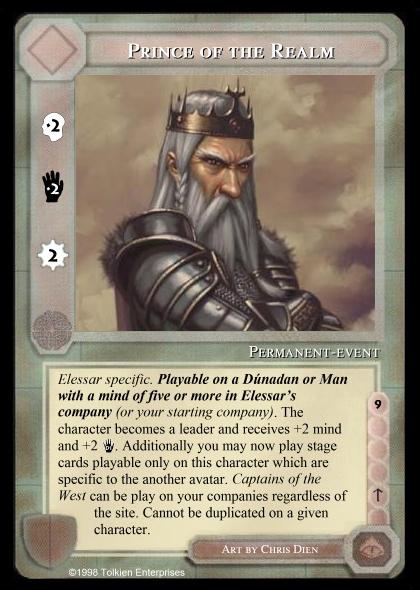 PRINCE OF THE REALM
·2
·2
2
PERMANENT-EVENT
Elessar specific. Playable on a Dúnadan or Man
with a mind of five or more in Elessar's
company (or your starting company). The
character becomes a leader and receives +2 mind
and +2 . Additionally you may now play stage
cards playable only on this character which are
specific to the another avatar. Captains of the
West can be play on your companies regardless of
the site. Cannot be duplicated on a given
character.
9
ART BY CHRIS DIEN
©1998 Tolkien Enterprises